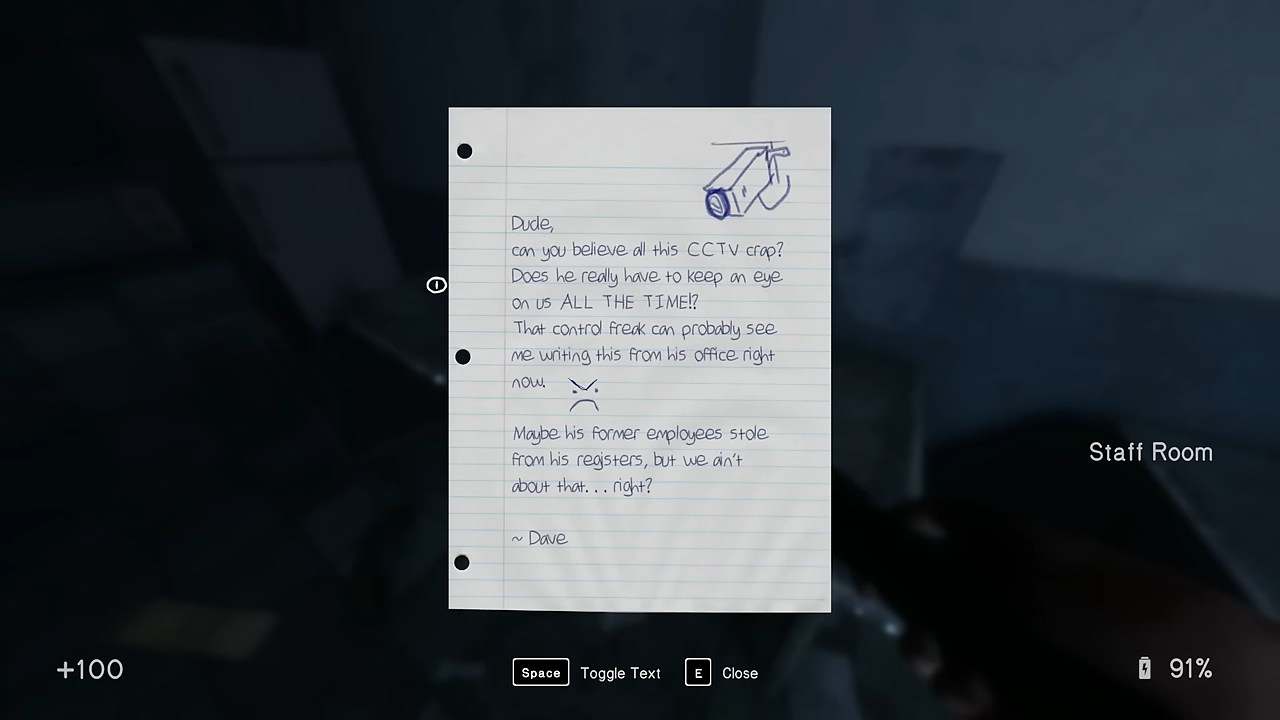 Dude,
can you believe all this CCTV crap?
Does he really have to keep an eye
on us ALL THE TIME!?
That control freak can probably see
me writing this from his office right
now.
Maybe his former employees stole
from his registers, but we ain't
about that... right?
~ Dave
Staff Room
+100
Space Toggle Text E Close
91%